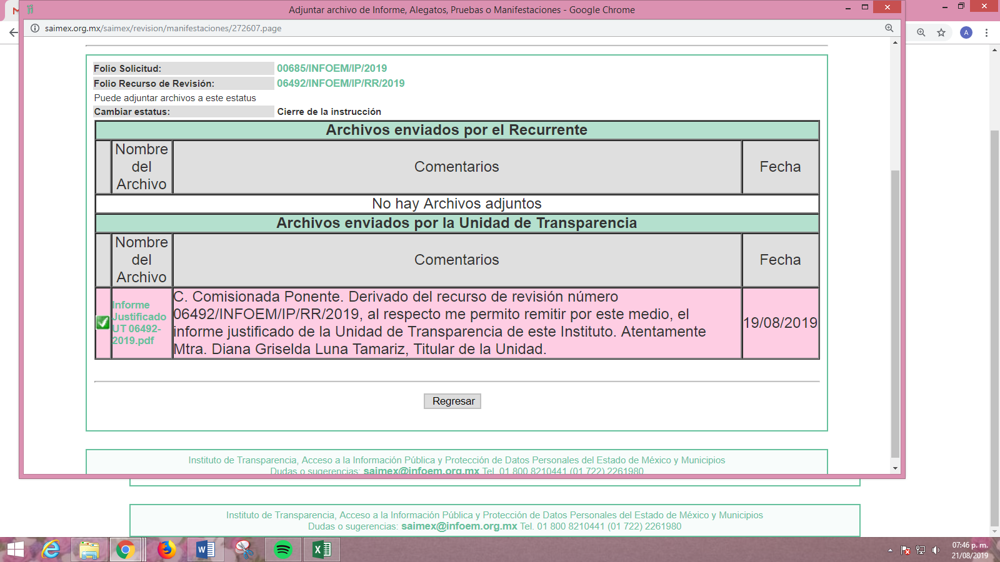 Adjuntar archivo de Informe, Alegatos, Pruebas o Manifestaciones - Google Chrome
saimex.org.mx/saimex/revision/manifestaciones/272607.page
A
Folio Solicitud: 00685/INFOEM/IP/2019
Folio Recurso de Revisión: 06492/INFOEM/IP/RR/2019
Puede adjuntar archivos a este estatus
Cambiar estatus: Cierre de la instrucción
Archivos enviados por el Recurrente
Nombre
del
Archivo
Comentarios
Fecha
No hay Archivos adjuntos
Archivos enviados por la Unidad de Transparencia
Nombre
del
Archivo
Comentarios
Fecha
Informe
Justificado
UT 06492-
2019.pdf
C. Comisionada Ponente. Derivado del recurso de revisión número
06492/INFOEM/IP/RR/2019, al respecto me permito remitir por este medio, el
informe justificado de la Unidad de Transparencia de este Instituto. Atentamente
Mtra. Diana Griselda Luna Tamariz, Titular de la Unidad.
19/08/2019
Regresar
Instituto de Transparencia, Acceso a la Información Pública y Protección de Datos Personales del Estado de México y Municipios
Dudas o sugerencias: saimex@infoem.org.mx Tel. 01 800 8210441 (01 722) 2261980
Instituto de Transparencia, Acceso a la Información Pública y Protección de Datos Personales del Estado de México y Municipios
Dudas o sugerencias: saimex@infoem.org.mx Tel. 01 800 8210441 (01 722) 2261980
07:46 p. m.
21/08/2019